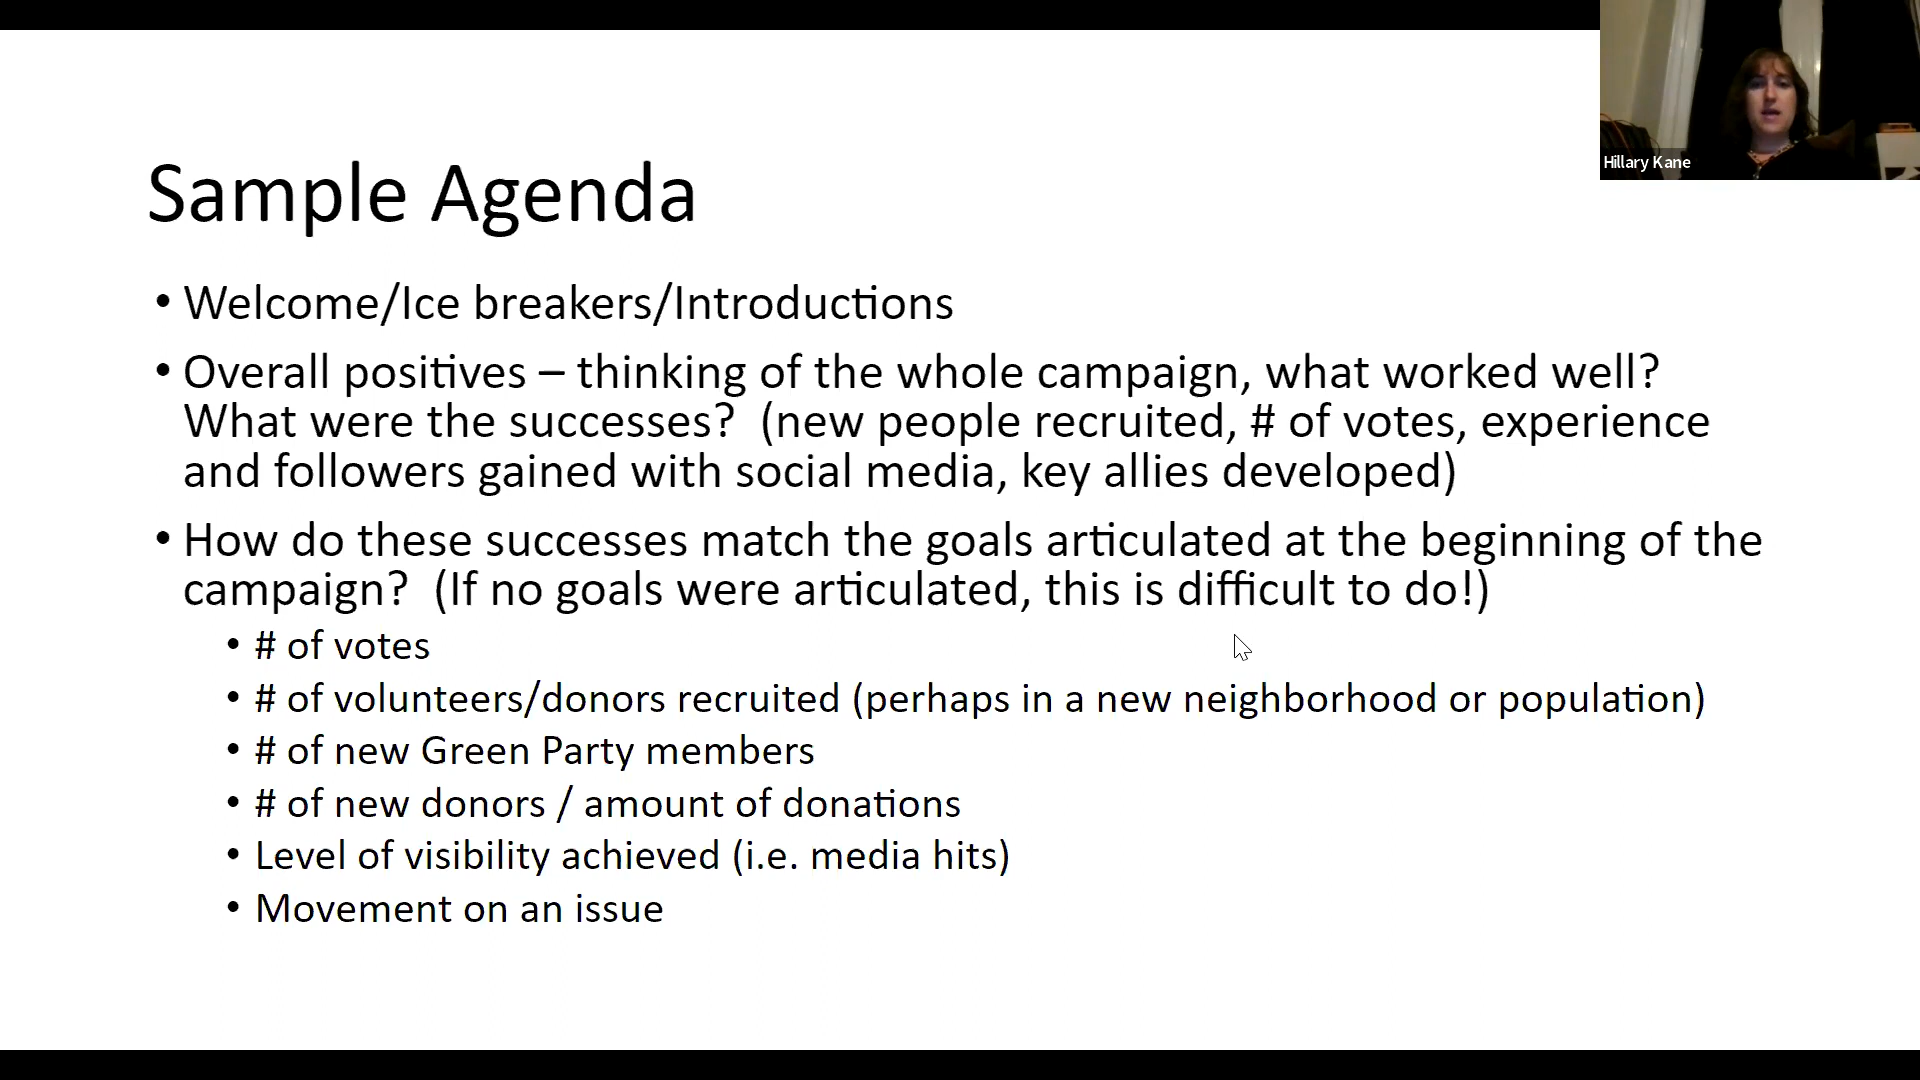 Hillary Kane
Sample Agenda
• Welcome/Ice breakers/Introductions
• Overall positives – thinking of the whole campaign, what worked well?
What were the successes?  (new people recruited, # of votes, experience
and followers gained with social media, key allies developed)
• How do these successes match the goals articulated at the beginning of the
campaign?  (If no goals were articulated, this is difficult to do!)
• # of votes
• # of volunteers/donors recruited (perhaps in a new neighborhood or population)
• # of new Green Party members
• # of new donors / amount of donations
• Level of visibility achieved (i.e. media hits)
• Movement on an issue